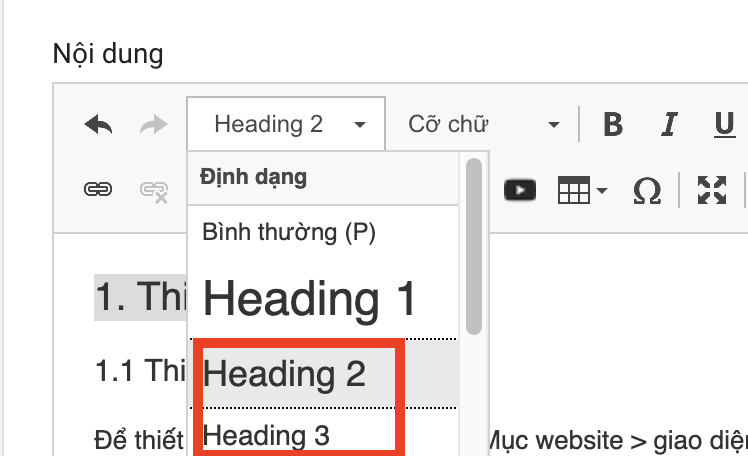 Nội dung
Heading 2 Cỡ chữ B I U
Định dạng
Bình thường (P)
Heading 1
Heading 2
Heading 3
1. Thi
1.1 Thi
Để thiết
Mục website > giao diện